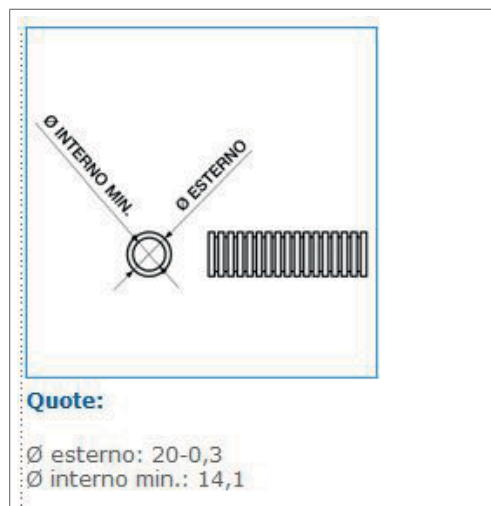 Ø INTERNO MIN.
Ø ESTERNO
Quote:
Ø esterno: 20-0,3
Ø interno min.: 14,1